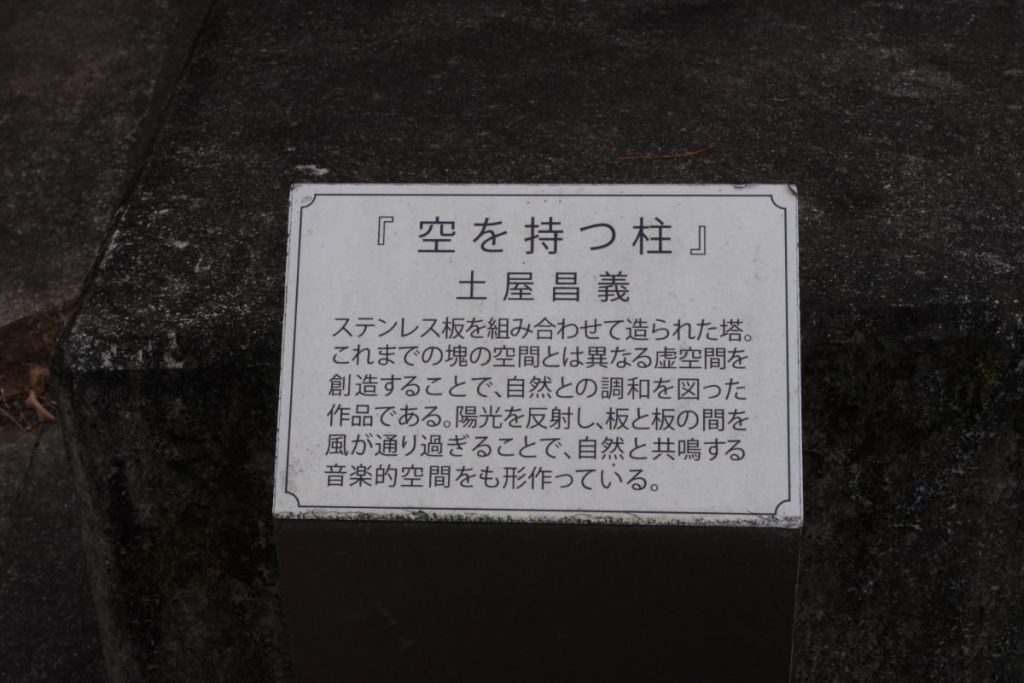 『空を持つ柱』
土屋昌義
ステンレス板を組み合わせて造られた塔。
これまでの塊の空間とは異なる虚空間を
創造することで、自然との調和を図った
作品である。陽光を反射し、板と板の間を
風が通り過ぎることで、自然と共鳴する
音楽的空間をも形作っている。